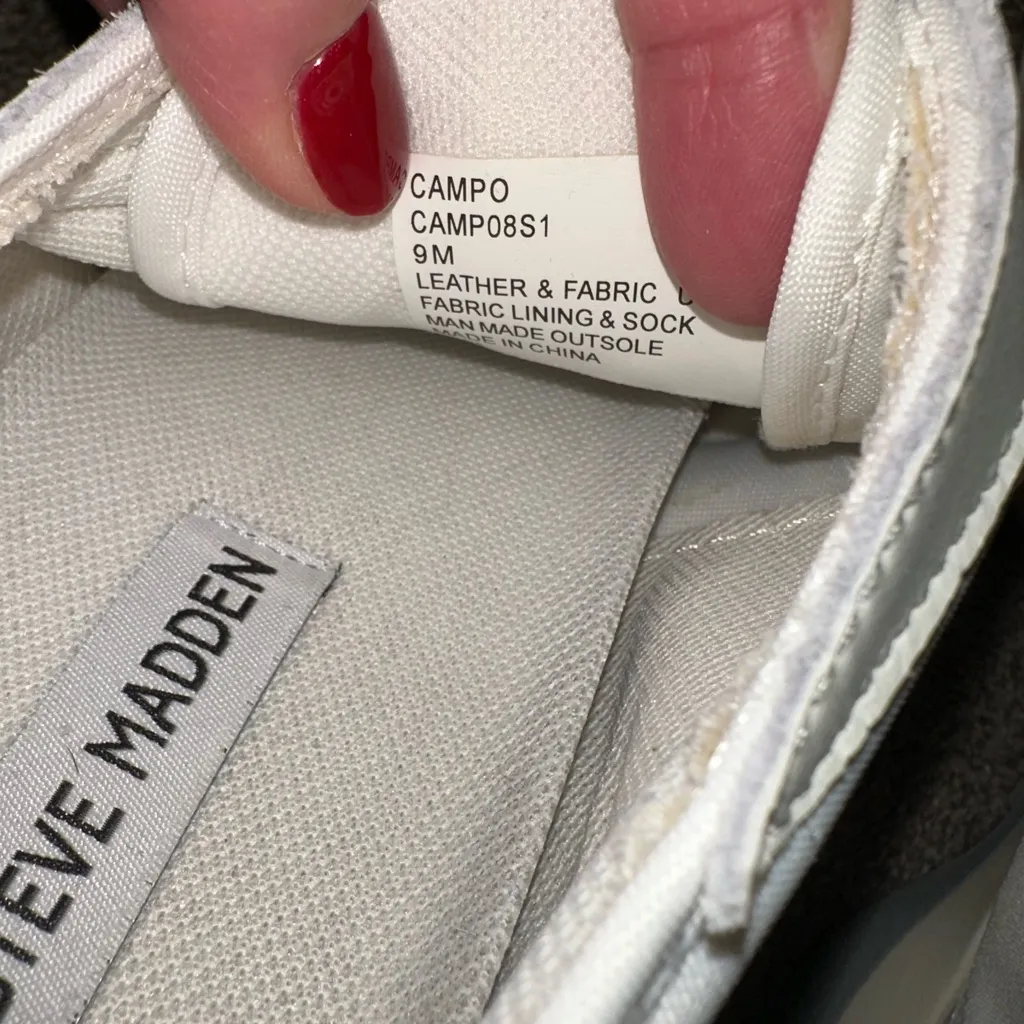 CAMPO
CAMP08S1
9M
LEATHER & FABRIC
FABRIC LINING & SOCK
MAN MADE OUTSOLE
MADE IN CHINA
STEVE MADDEN